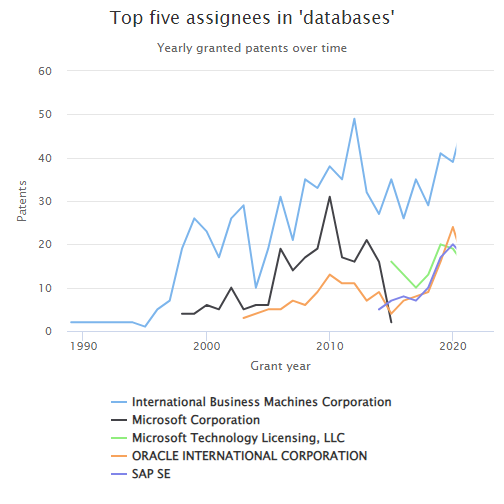 Top five assignees in 'databases'
Yearly granted patents over time
60
50
40
30
20
10
0
Patents
1990
2000
2010
2020
Grant year
International Business Machines Corporation
Microsoft Corporation
Microsoft Technology Licensing, LLC
ORACLE INTERNATIONAL CORPORATION
SAP SE